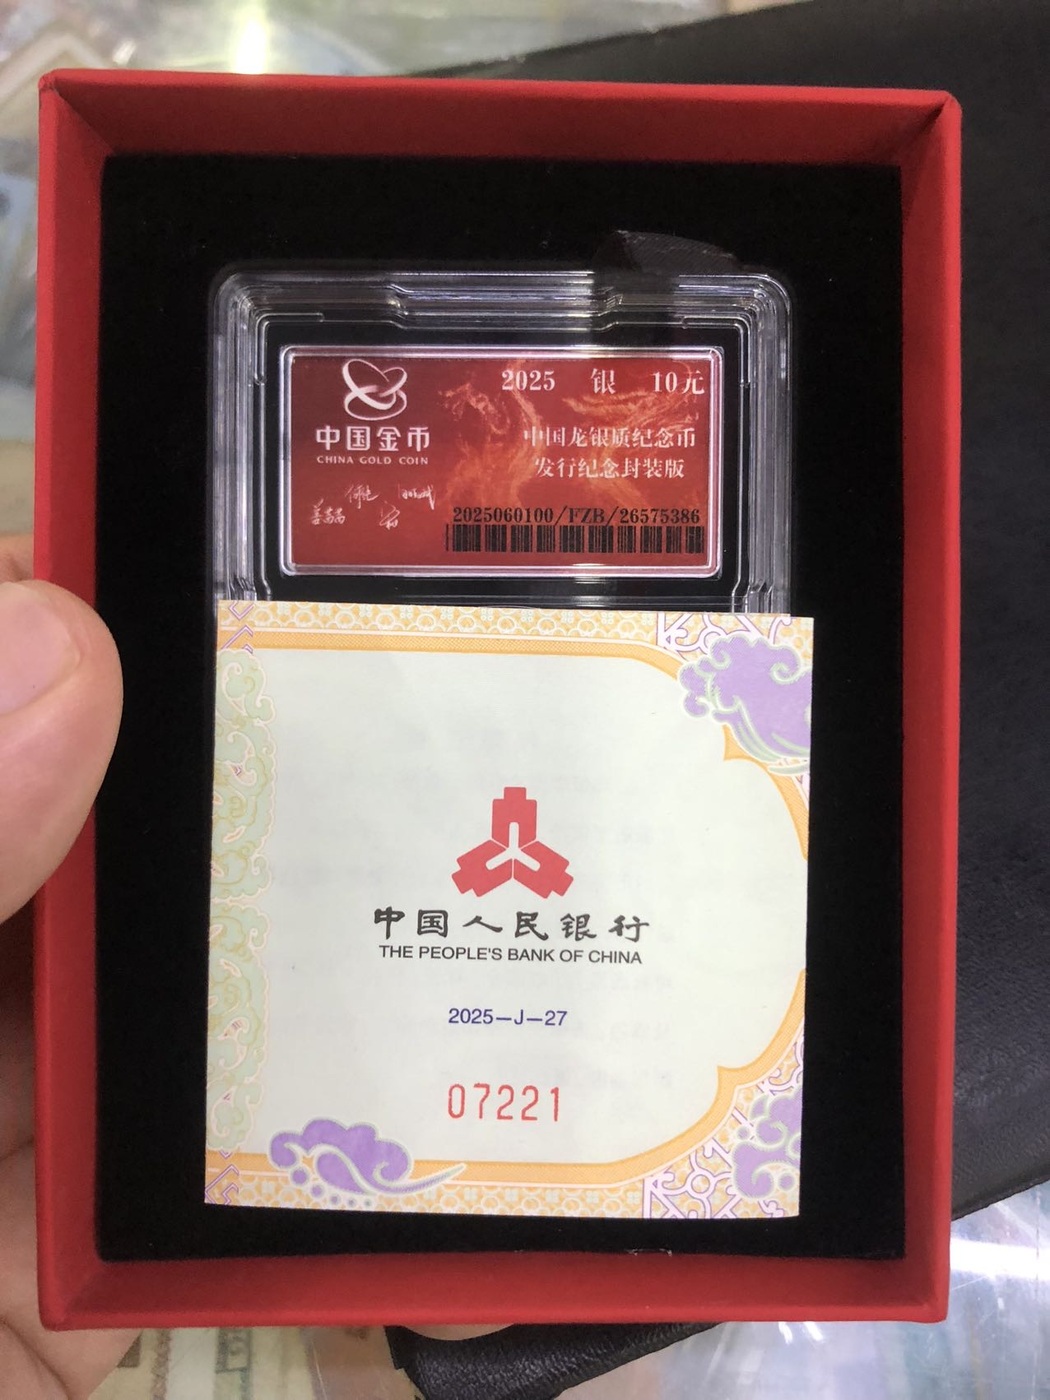 2025 银 10元
中国金币
CHINA GOLD COIN
中国龙银质纪念币
发行纪念封装版
2025060100/FZB/26575386
中国人民银行
THE PEOPLE'S BANK OF CHINA
2025-J-27
07221